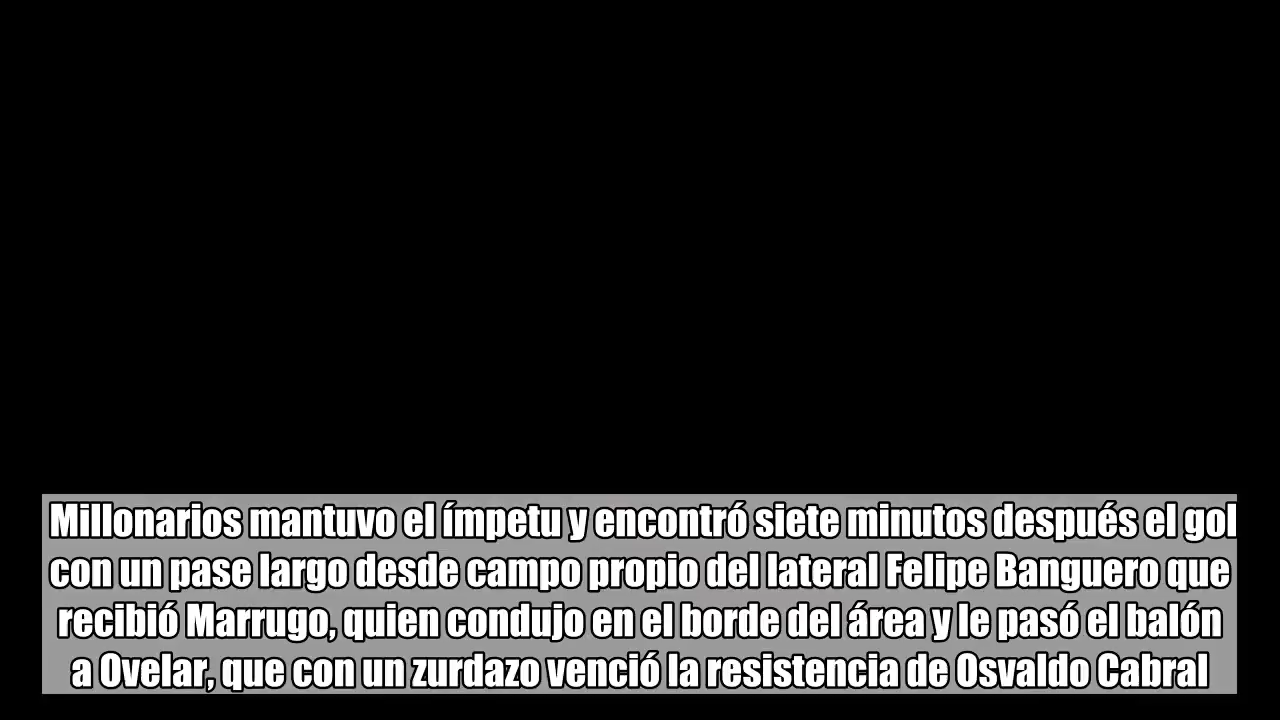 Millonarios mantuvo el ímpetu y encontró siete minutos después el gol
con un pase largo desde campo propio del lateral Felipe Banguero que
recibió Marrugo, quien condujo en el borde del área y le pasó el balón
a Ovelar, que con un zurdazo venció la resistencia de Osvaldo Cabral